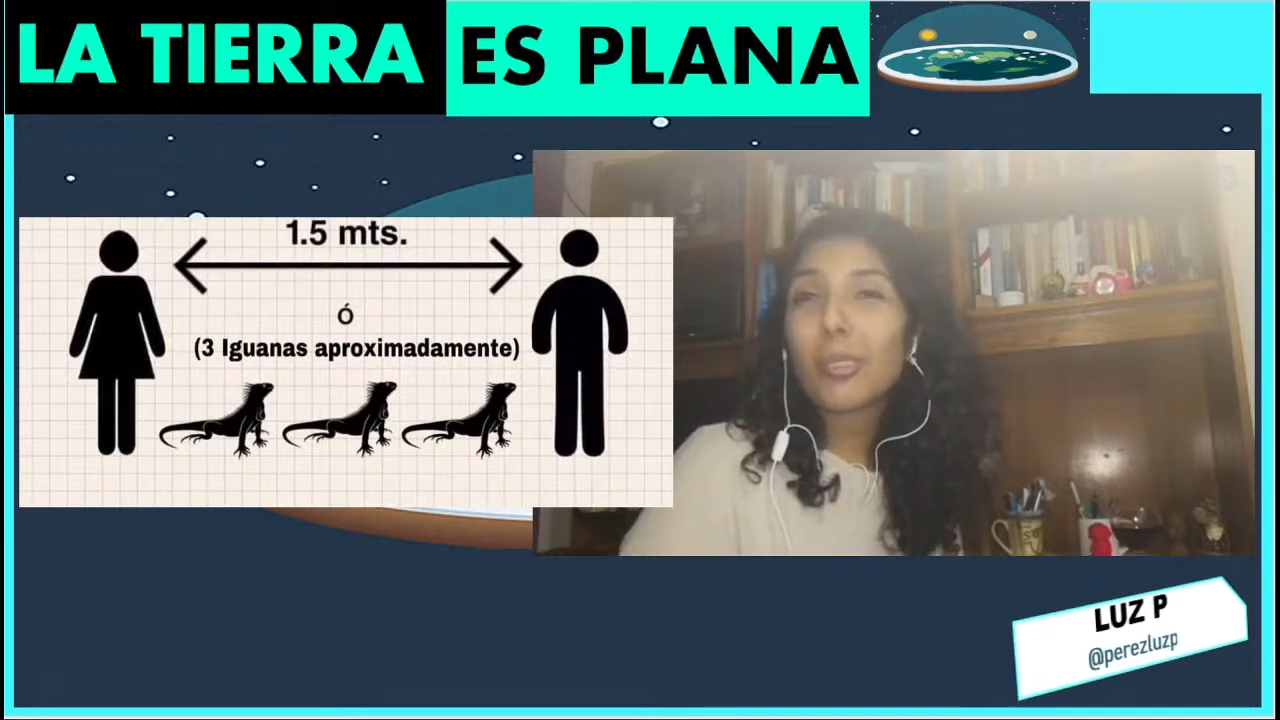 LA TIERRA ES PLANA
1.5 mts.
Ó
(3 Iguanas aproximadamente)
LUZ P
@perezluzp